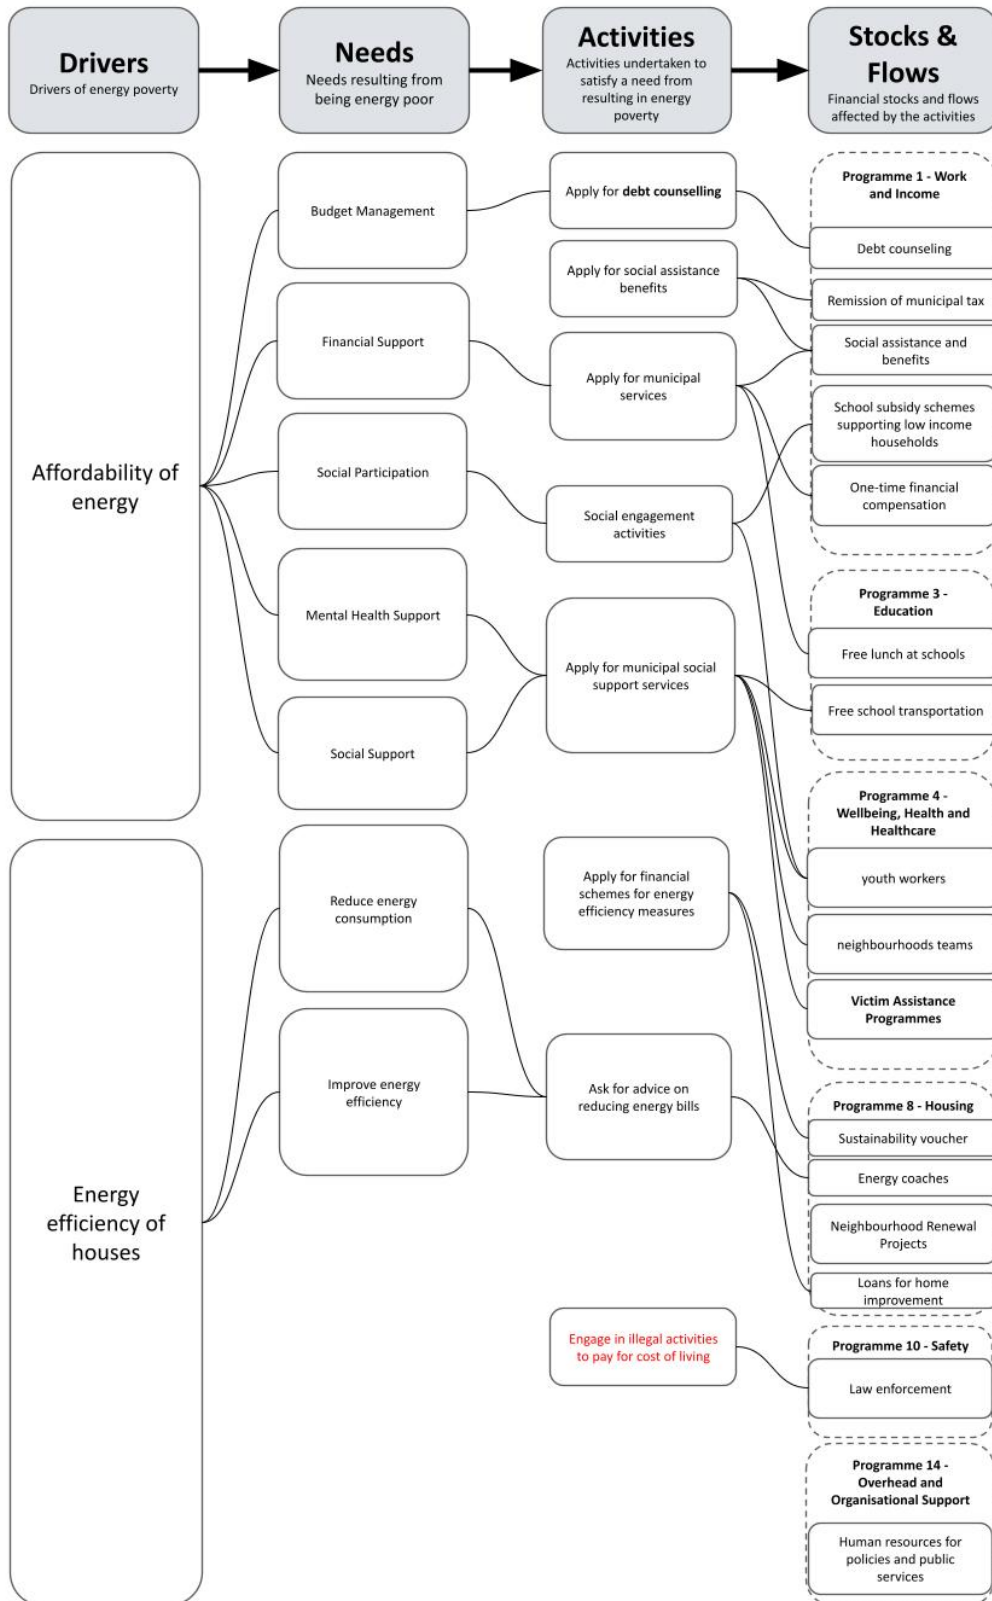 Drivers
Drivers of energy poverty
Needs
Needs resulting from
being energy poor
Activities
Activities undertaken to
satisfy a need from
resulting in energy
poverty
Stocks &
Flows
Financial stocks and flows
affected by the activities
Affordability of
energy
Energy
efficiency of
houses
Budget Management
Financial Support
Social Participation
Mental Health Support
Social Support
Reduce energy
consumption
Improve energy
efficiency
Apply for debt counselling
Apply for social assistance
benefits
Apply for municipal
services
Social engagement
activities
Apply for municipal social
support services
Apply for financial
schemes for energy
efficiency measures
Ask for advice on
reducing energy bills
Engage in illegal activities
to pay for cost of living
Programme 1 - Work
and Income
Debt counseling
Remission of municipal tax
Social assistance and
benefits
School subsidy schemes
supporting low income
households
One-time financial
compensation
Programme 3 -
Education
Free lunch at schools
Free school transportation
Programme 4 -
Wellbeing, Health and
Healthcare
youth workers
neighbourhoods teams
Victim Assistance
Programmes
Programme 8 - Housing
Sustainability voucher
Energy coaches
Neighbourhood Renewal
Projects
Loans for home
improvement
Programme 10 - Safety
Law enforcement
Programme 14 -
Overhead and
Organisational Support
Human resources for
policies and public
services